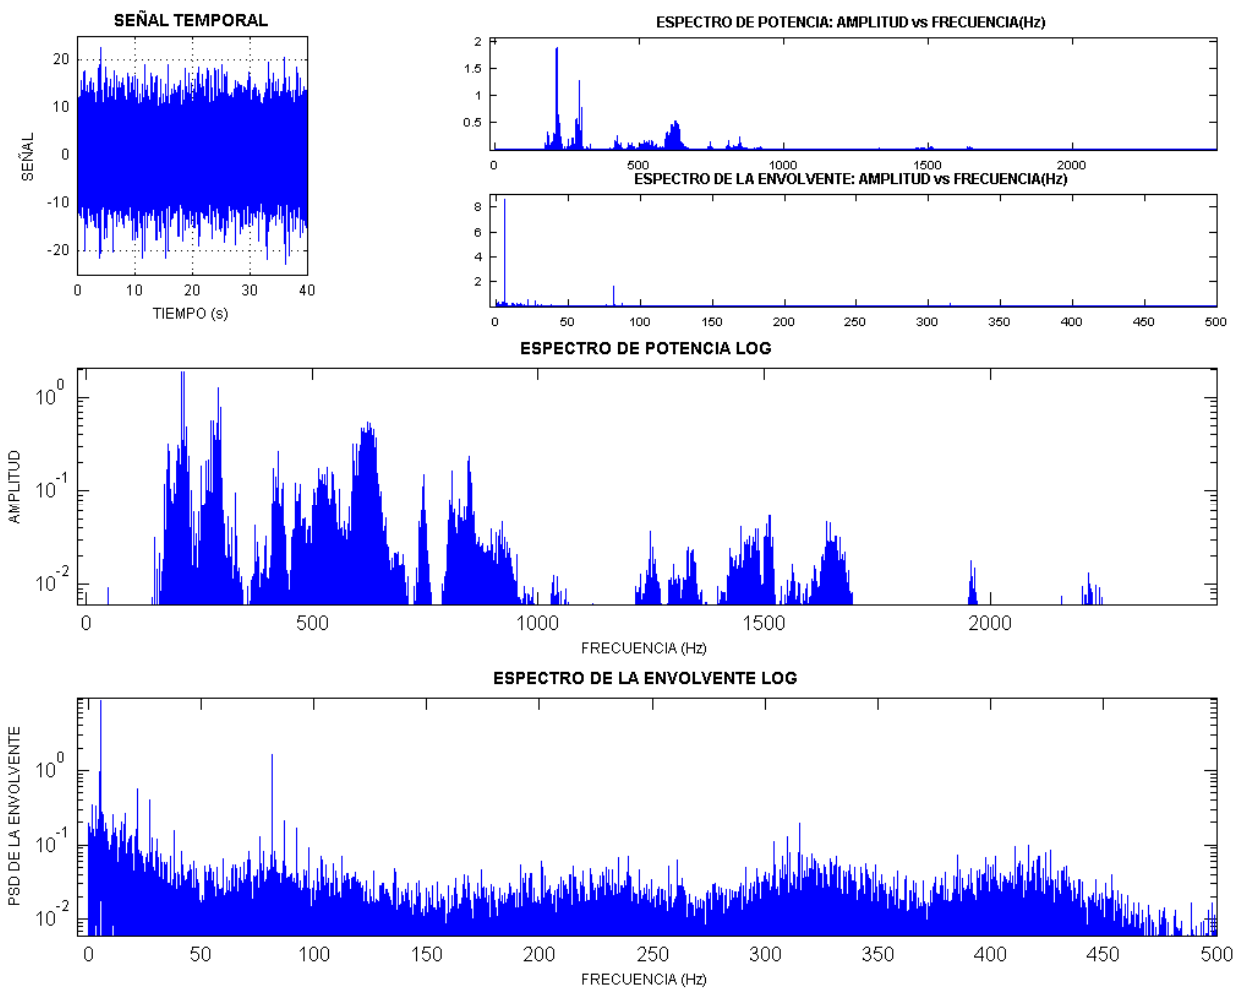 SEÑAL TEMPORAL
20
10
0
-10
-20
SEÑAL
0 10 20 30 40
TIEMPO (s)
ESPECTRO DE POTENCIA: AMPLITUD vs FRECUENCIA(Hz)
2
1.5
1
0.5
0 500 1000 1500 2000
ESPECTRO DE LA ENVOLVENTE: AMPLITUD vs FRECUENCIA(Hz)
8
6
4
2
0 50 100 150 200 250 300 350 400 450 500
ESPECTRO DE POTENCIA LOG
10^0
10^-1
10^-2
AMPLITUD
0 500 1000 1500 2000
FRECUENCIA (Hz)
ESPECTRO DE LA ENVOLVENTE LOG
10^0
10^-1
10^-2
PSD DE LA ENVOLVENTE
0 50 100 150 200 250 300 350 400 450 500
FRECUENCIA (Hz)